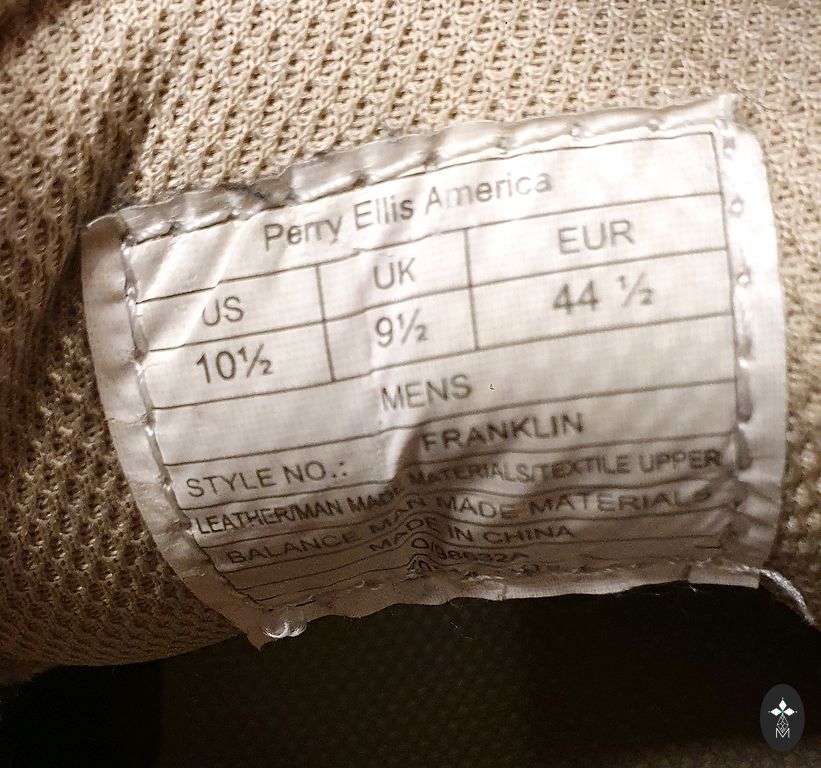 Perry Ellis America
US UK EUR
10½ 9½ 44 ½
MENS
STYLE NO.: FRANKLIN
LEATHER/MAN MADE MATERIALS/TEXTILE UPPER
BALANCE MAN MADE MATERIALS
MADE IN CHINA
M